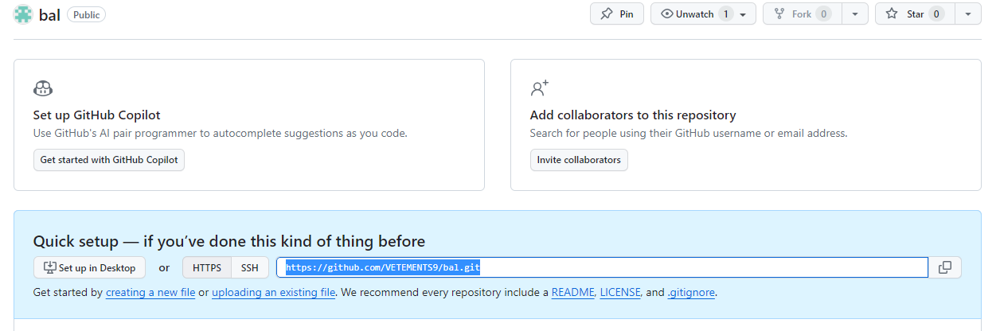 bal Public Pin Unwatch 1 Fork 0 Star 0
Set up GitHub Copilot
Use GitHub's AI pair programmer to autocomplete suggestions as you code.
Get started with GitHub Copilot
Add collaborators to this repository
Search for people using their GitHub username or email address.
Invite collaborators
Quick setup — if you’ve done this kind of thing before
Set up in Desktop or HTTPS SSH https://github.com/VETEMENTS9/bal.git
Get started by creating a new file or uploading an existing file. We recommend every repository include a README, LICENSE, and .gitignore.